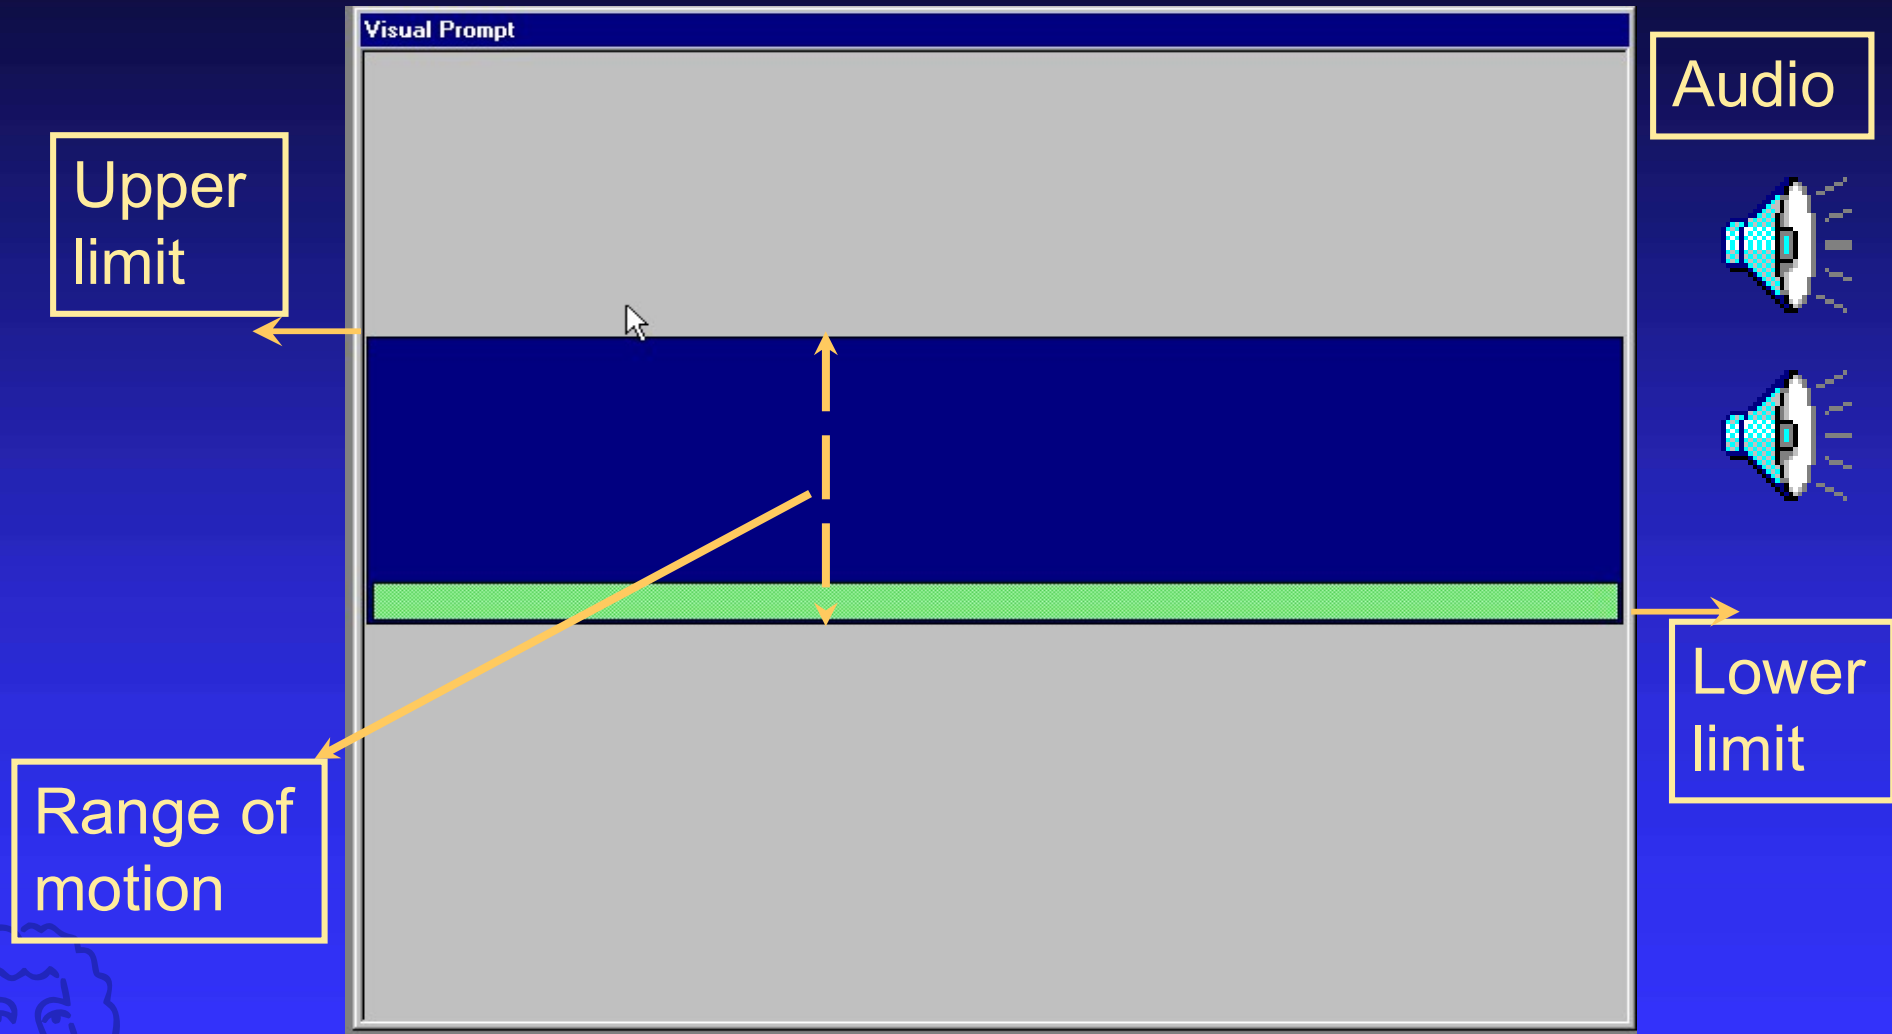 Visual Prompt
Audio
Upper
limit
Lower
limit
Range of
motion